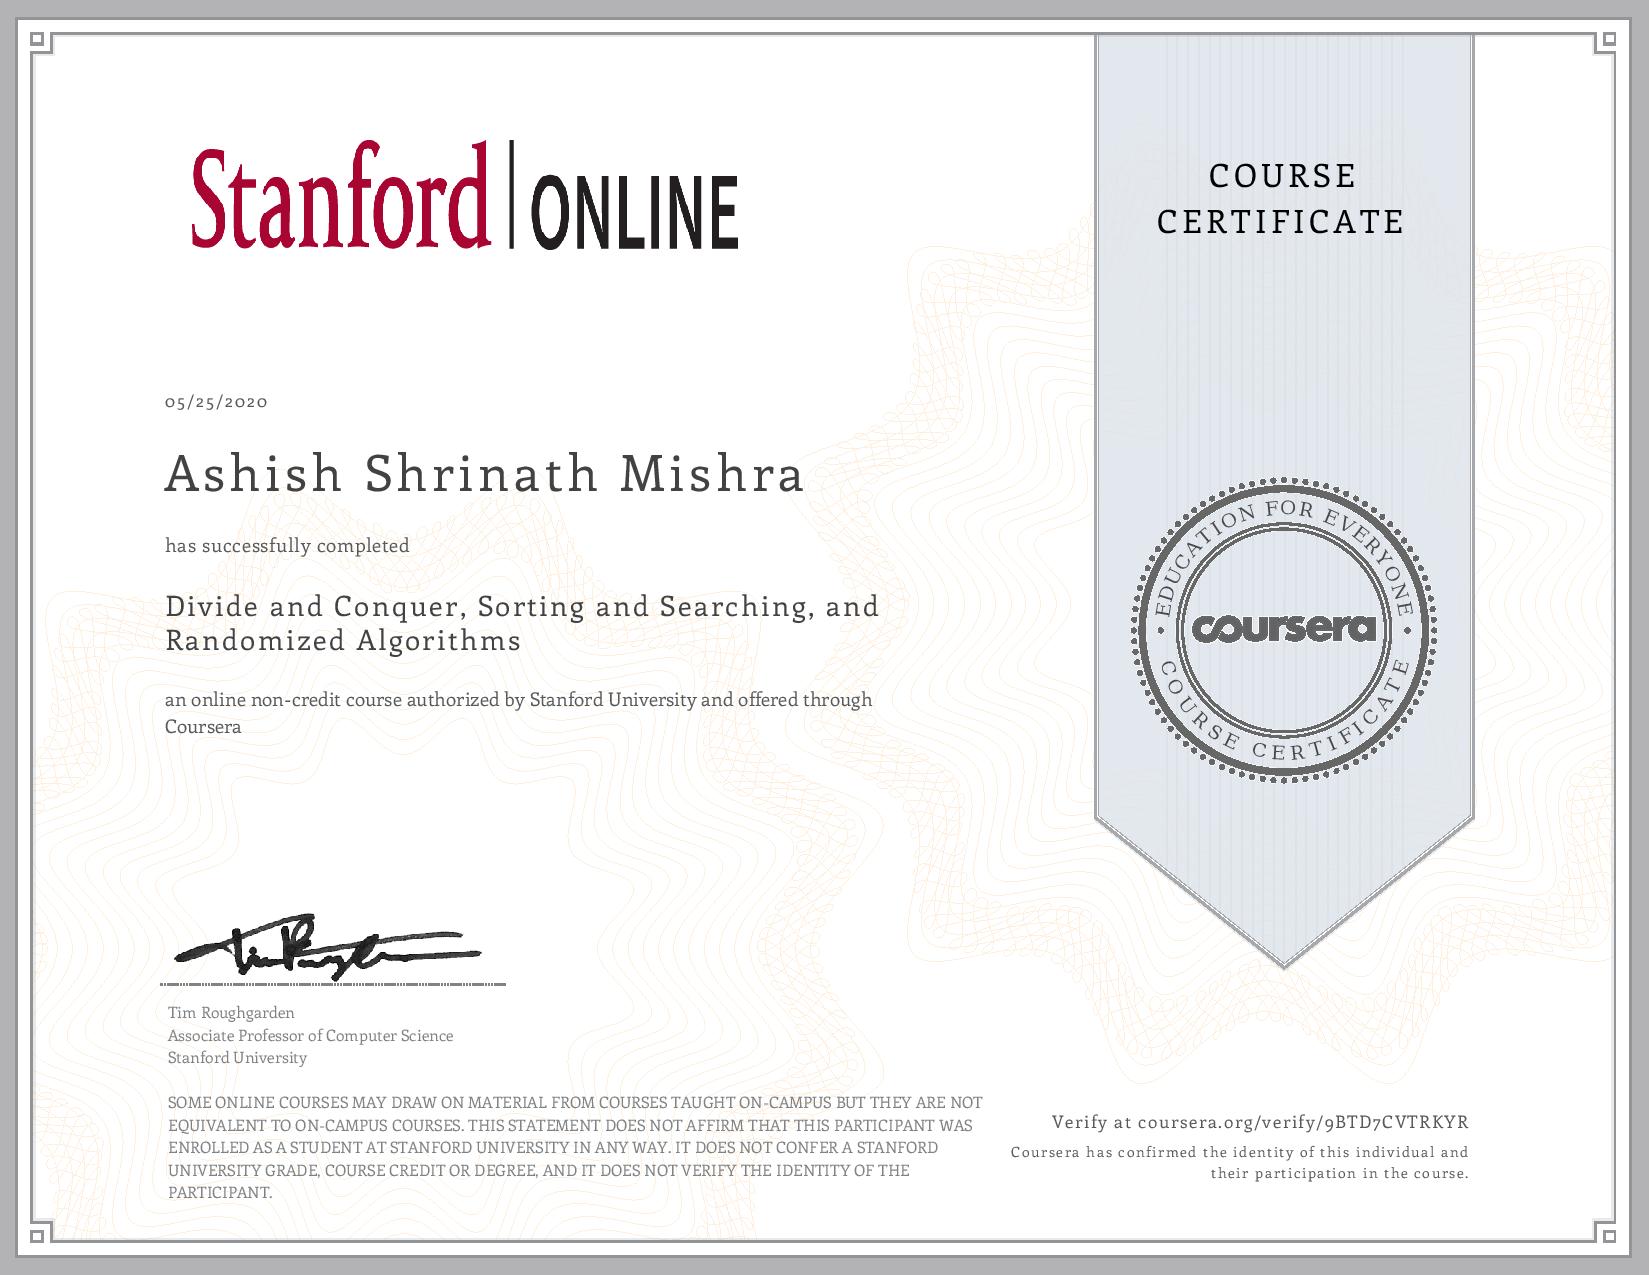 Stanford | ONLINE
COURSE
CERTIFICATE
05/25/2020
Ashish Shrinath Mishra
has successfully completed
Divide and Conquer, Sorting and Searching, and
Randomized Algorithms
an online non-credit course authorized by Stanford University and offered through
Coursera
EDUCATION FOR EVERYONE
coursera
COURSE CERTIFICATE
Tim Roughgarden
Associate Professor of Computer Science
Stanford University
SOME ONLINE COURSES MAY DRAW ON MATERIAL FROM COURSES TAUGHT ON-CAMPUS BUT THEY ARE NOT
EQUIVALENT TO ON-CAMPUS COURSES. THIS STATEMENT DOES NOT AFFIRM THAT THIS PARTICIPANT WAS
ENROLLED AS A STUDENT AT STANFORD UNIVERSITY IN ANY WAY. IT DOES NOT CONFER A STANFORD
UNIVERSITY GRADE, COURSE CREDIT OR DEGREE, AND IT DOES NOT VERIFY THE IDENTITY OF THE
PARTICIPANT.
Verify at coursera.org/verify/9BTD7CVTRKYR
Coursera has confirmed the identity of this individual and
their participation in the course.